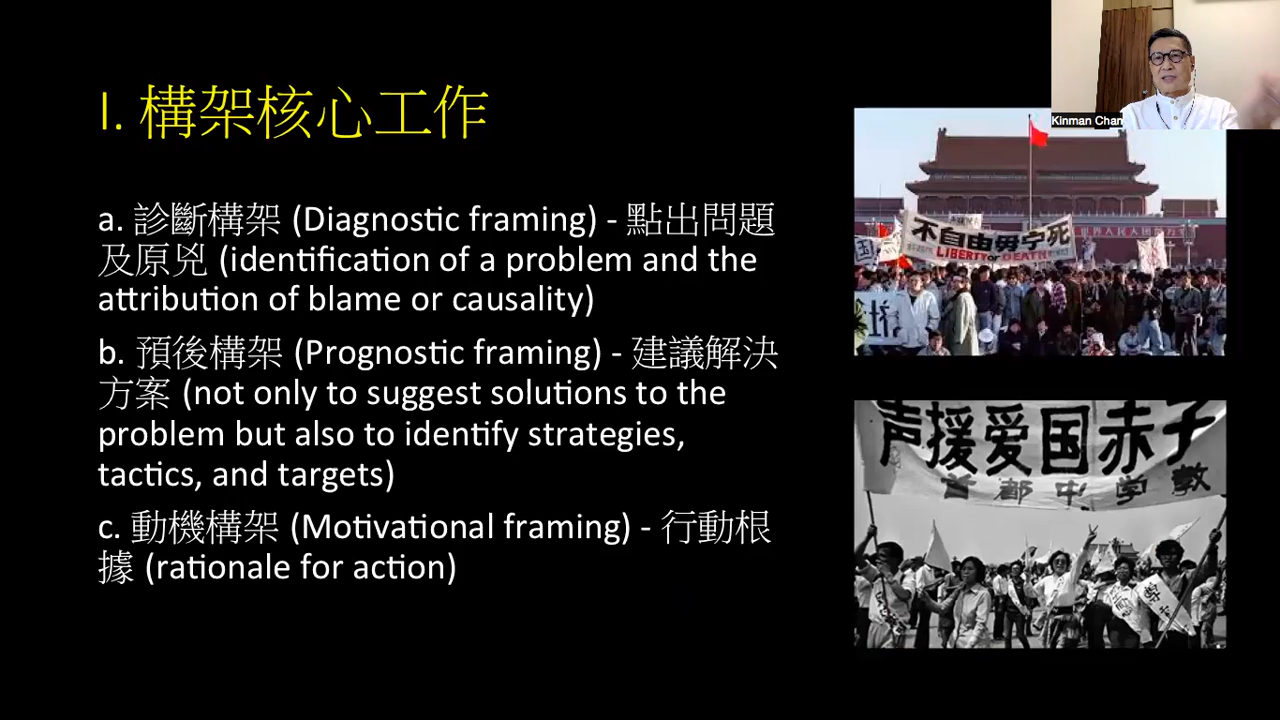 I. 構架核心工作
a. 診斷構架 (Diagnostic framing) - 點出問題
及原兇 (identification of a problem and the
attribution of blame or causality)
b. 預後構架 (Prognostic framing) - 建議解決
方案 (not only to suggest solutions to the
problem but also to identify strategies,
tactics, and targets)
c. 動機構架 (Motivational framing) - 行動根
據 (rationale for action)
Kinman Chan
不自由毋宁死
LIBERTY or DEATH
声援爱国赤子
首都中学教